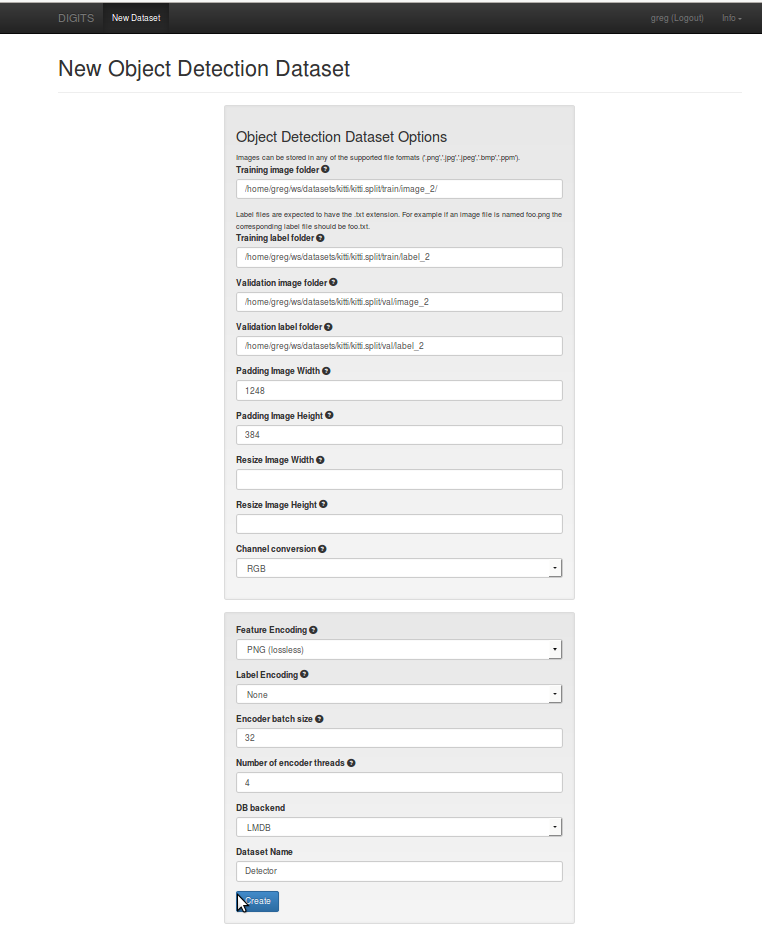 DIGITS New Dataset greg (Logout) Info
New Object Detection Dataset
Object Detection Dataset Options
Images can be stored in any of the supported file formats ('.png','.jpg','.jpeg','.bmp','.ppm').
Training image folder
/home/greg/ws/datasets/kitti/kitti.split/train/image_2/
Label files are expected to have the .txt extension. For example if an image file is named foo.png the
corresponding label file should be foo.txt.
Training label folder
/home/greg/ws/datasets/kitti/kitti.split/train/label_2
Validation image folder
/home/greg/ws/datasets/kitti/kitti.split/val/image_2
Validation label folder
/home/greg/ws/datasets/kitti/kitti.split/val/label_2
Padding Image Width
1248
Padding Image Height
384
Resize Image Width
Resize Image Height
Channel conversion
RGB
Feature Encoding
PNG (lossless)
Label Encoding
None
Encoder batch size
32
Number of encoder threads
4
DB backend
LMDB
Dataset Name
Detector
Create